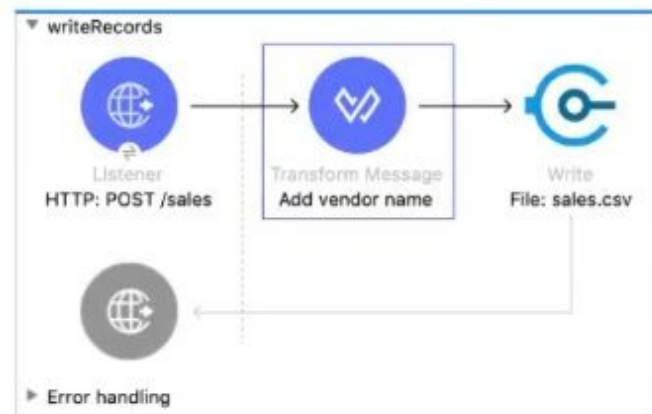 writeRecords
Listener
HTTP: POST /sales
Transform Message
Add vendor name
Write
File: sales.csv
Error handling